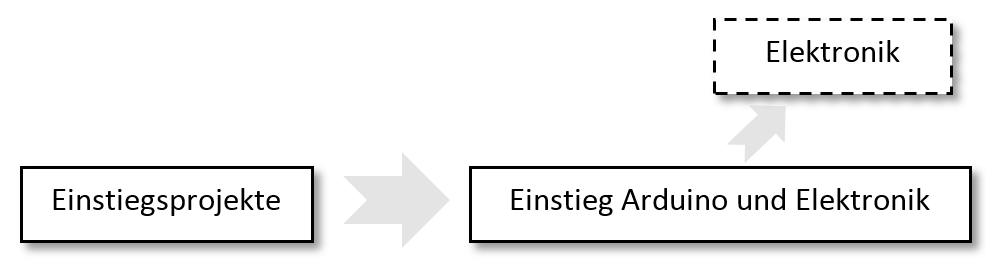 Elektronik
Einstiegsprojekte
Einstieg Arduino und Elektronik